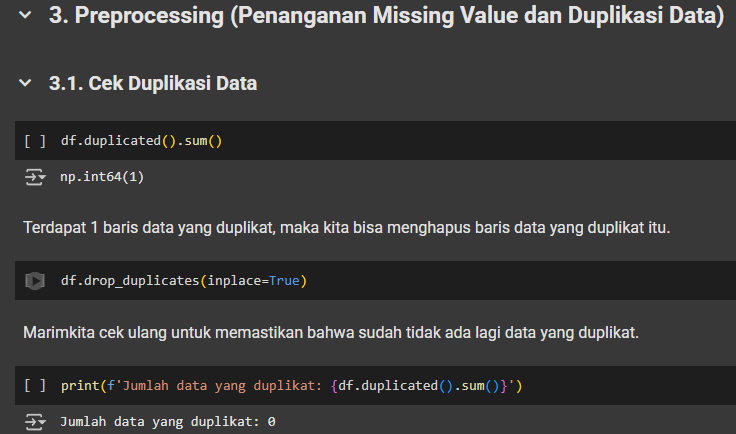 3. Preprocessing (Penanganan Missing Value dan Duplikasi Data)
3.1. Cek Duplikasi Data
[ ] df.duplicated().sum()
np.int64(1)
Terdapat 1 baris data yang duplikat, maka kita bisa menghapus baris data yang duplikat itu.
df.drop_duplicates(inplace=True)
Marimkita cek ulang untuk memastikan bahwa sudah tidak ada lagi data yang duplikat.
[ ] print(f'Jumlah data yang duplikat: {df.duplicated().sum()}')
Jumlah data yang duplikat: 0